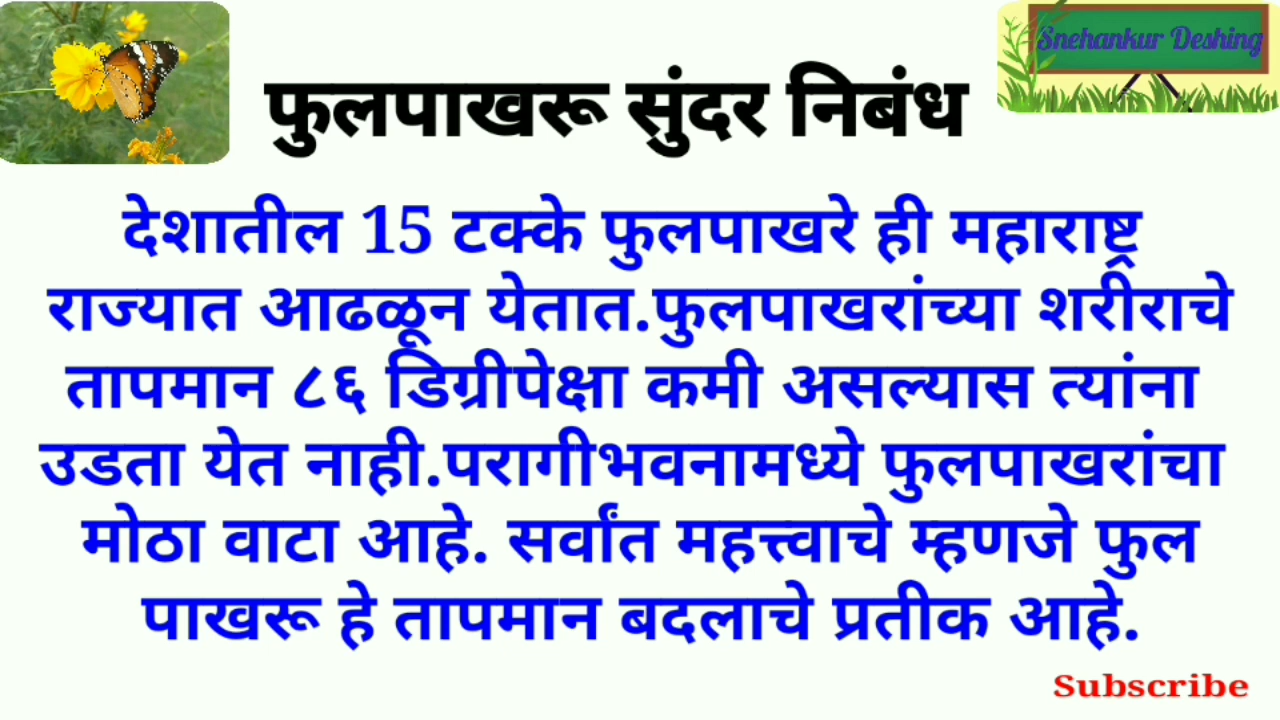 Snehankur Deshing
फुलपाखरू सुंदर निबंध
देशातील 15 टक्के फुलपाखरे ही महाराष्ट्र
राज्यात आढळून येतात.फुलपाखरांच्या शरीराचे
तापमान ८६ डिग्रीपेक्षा कमी असल्यास त्यांना
उडता येत नाही.परागीभवनामध्ये फुलपाखरांचा
मोठा वाटा आहे. सर्वांत महत्त्वाचे म्हणजे फुल
पाखरू हे तापमान बदलाचे प्रतीक आहे.
Subscribe